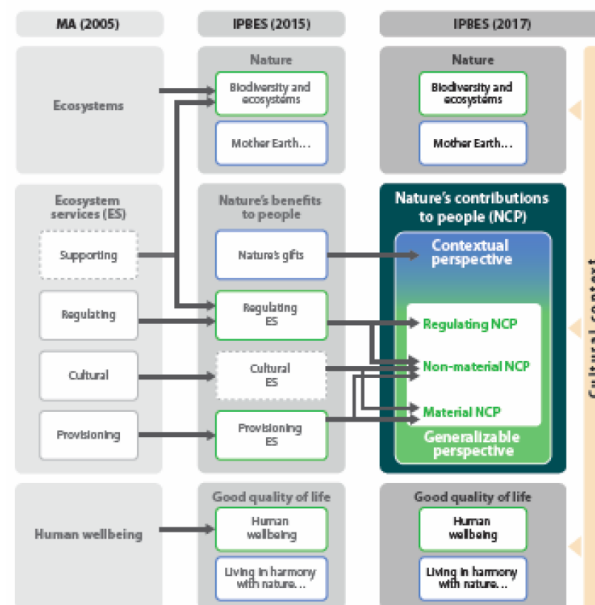 MA (2005)
IPBES (2015)
IPBES (2017)
Ecosystems
Nature
Biodiversity and
ecosystems
Mother Earth...
Nature
Biodiversity and
ecosystems
Mother Earth...
Ecosystem
services (ES)
Supporting
Regulating
Cultural
Provisioning
Nature's benefits
to people
Nature's gifts
Regulating
ES
Cultural
ES
Provisioning
ES
Nature's contributions
to people (NCP)
Contextual
perspective
Regulating NCP
Non-material NCP
Material NCP
Generalizable
perspective
Cultural context
Human wellbeing
Good quality of life
Human
wellbeing
Living in harmony
with nature...
Good quality of life
Human
wellbeing
Living in harmony
with nature...